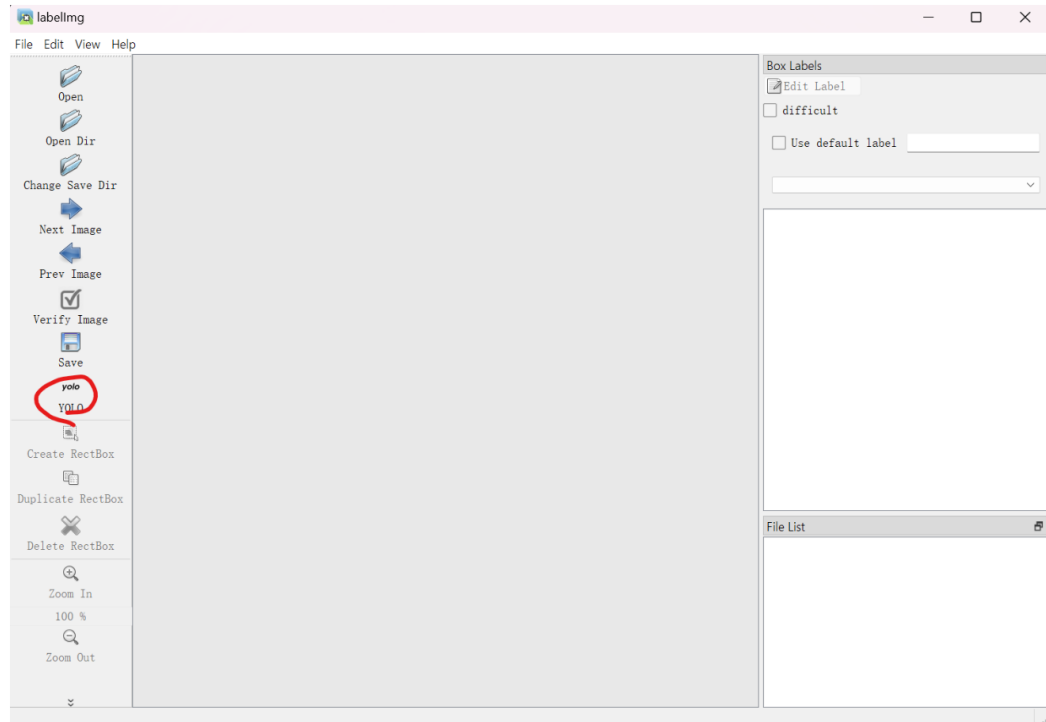 labelImg
File Edit View Help
Open
Open Dir
Change Save Dir
Next Image
Prev Image
Verify Image
Save
yolo
YOLO
Create RectBox
Duplicate RectBox
Delete RectBox
Zoom In
100 %
Zoom Out
Box Labels
Edit Label
difficult
Use default label
File List